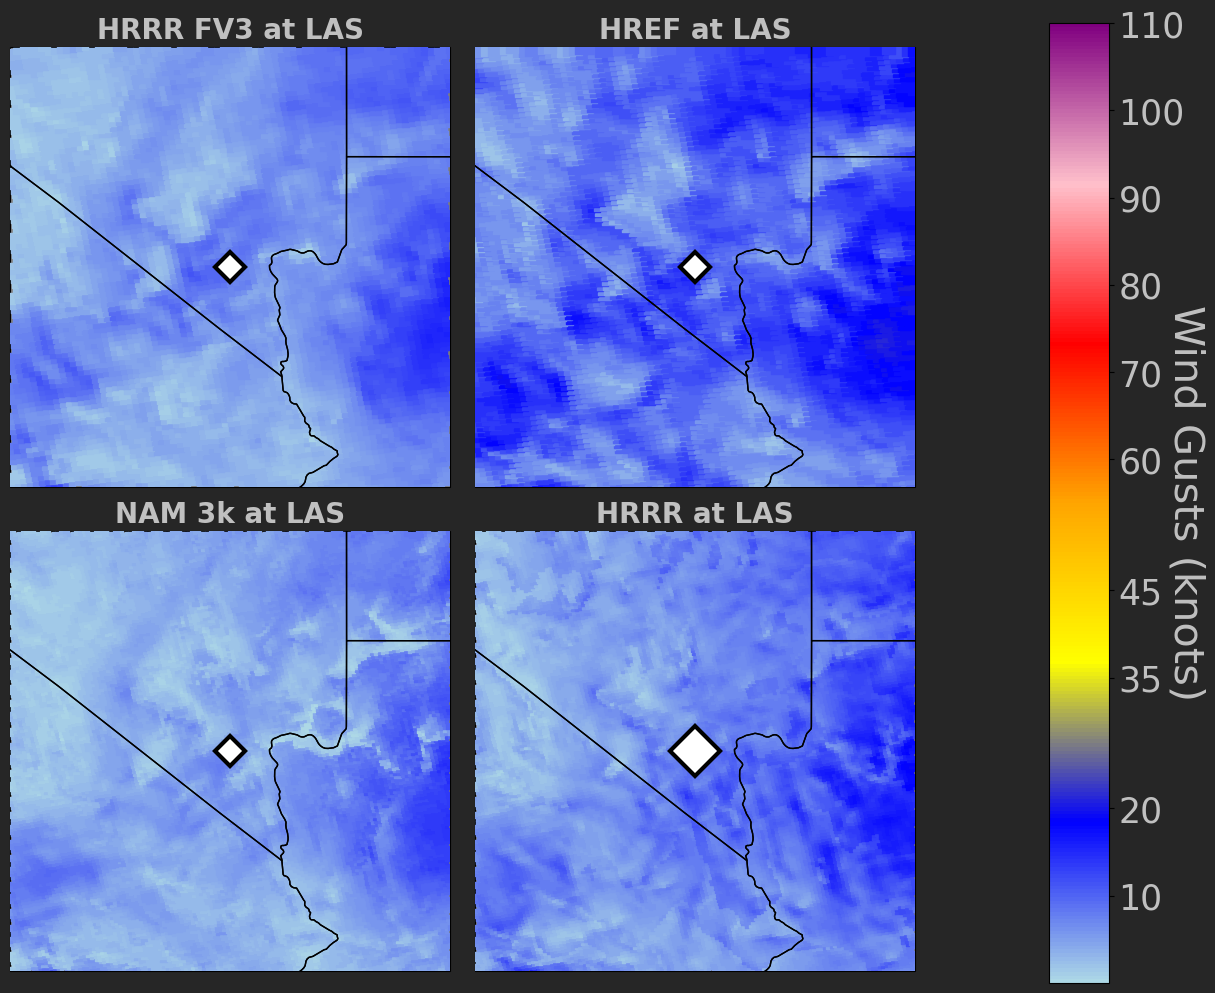 HRRR FV3 at LAS
HREF at LAS
NAM 3k at LAS
HRRR at LAS
110
100
90
80
70
60
45
35
20
10
Wind Gusts (knots)